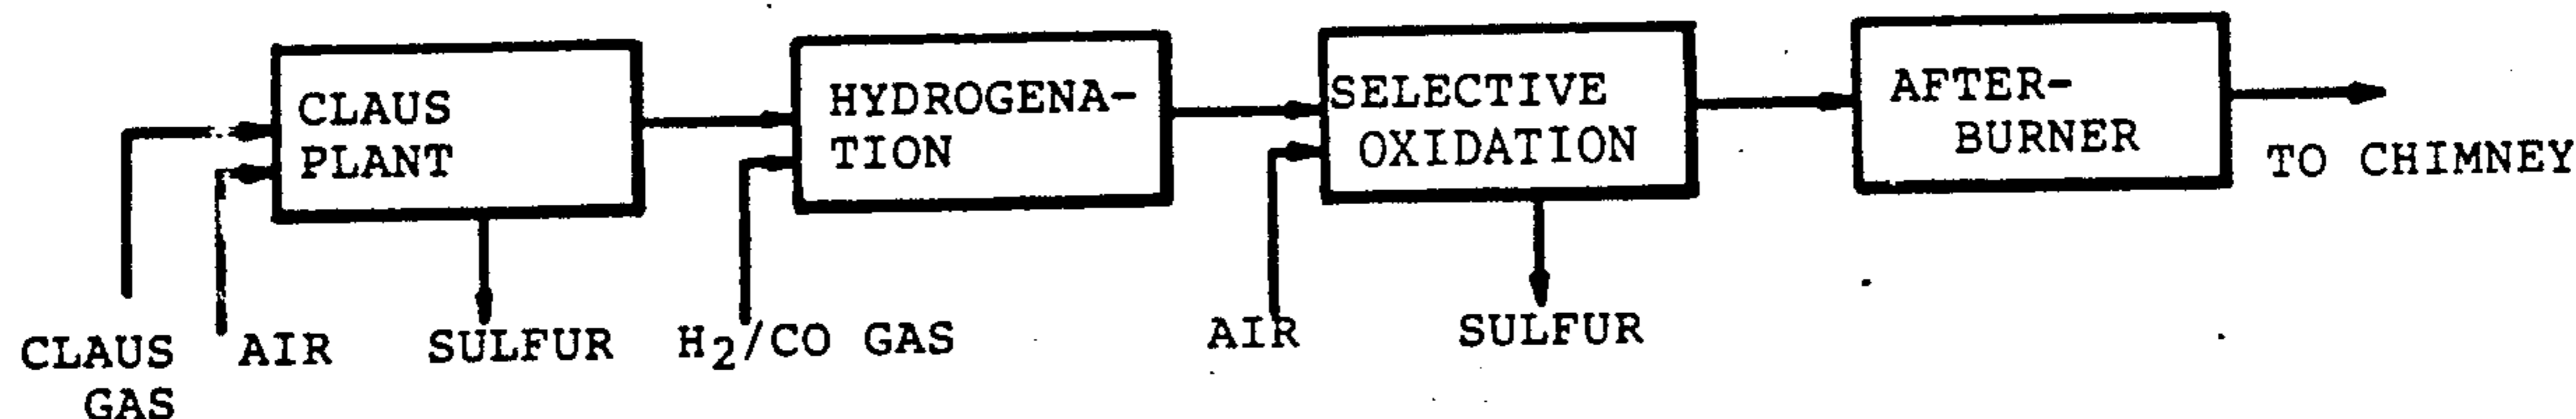 CLAUS
PLANT
HYDROGENA-
TION
SELECTIVE
OXIDATION
AFTER-
BURNER
TO CHIMNEY
CLAUS
GAS
AIR
SULFUR
H2/CO GAS
AIR
SULFUR